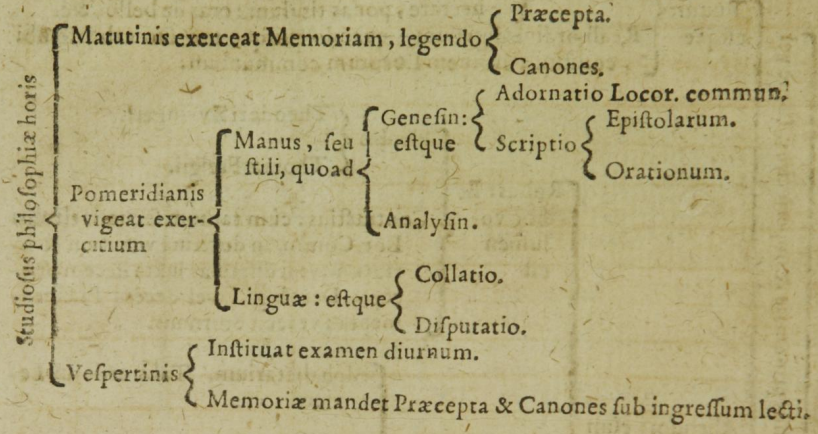 Studiosus philosophiæ horis
Matutinis exerceat Memoriam, legendo
Præcepta.
Canones.
Pomeridianis
vigeat exer-
citium
Manus, ſeu
ſtili, quoad
Geneſin:
eſtque
Adornatio Locor. commun.
Scriptio
Epiſtolarum.
Orationum.
Analyſin.
Linguæ: eſtque
Collatio.
Diſputatio.
Veſpertinis
Inſtituat examen diurnum.
Memoriæ mandet Præcepta & Canones ſub ingreſſum lecti.